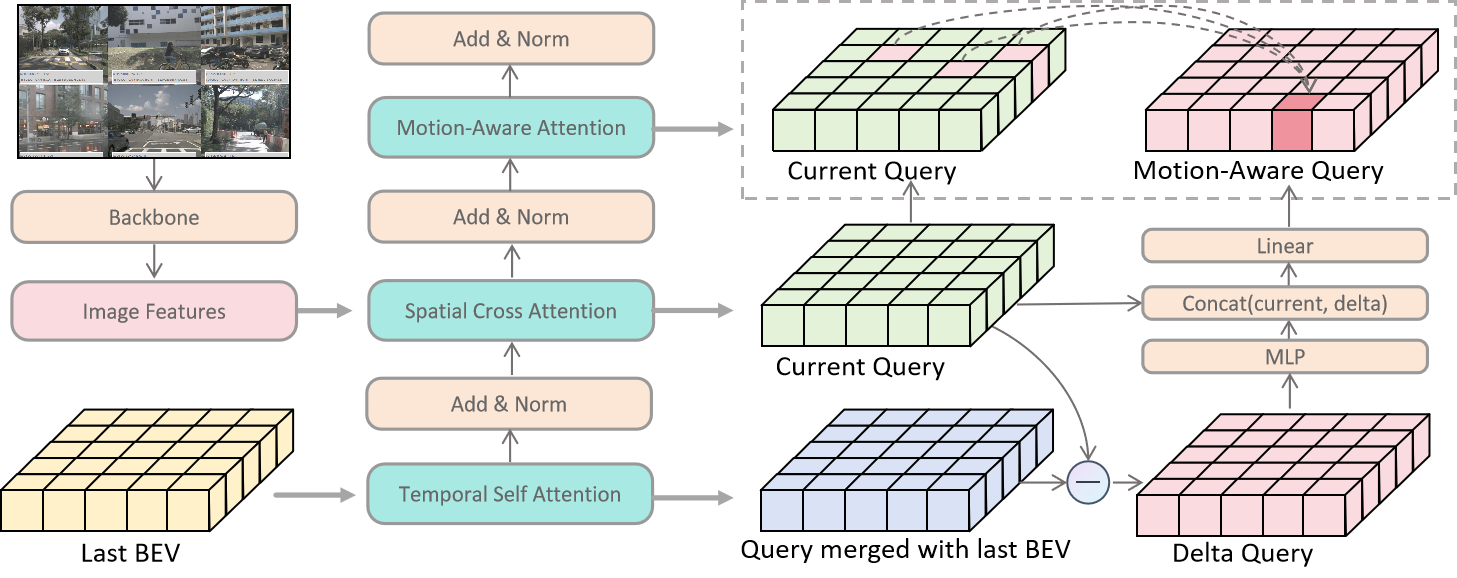 Add & Norm
Motion-Aware Attention
Current Query
Motion-Aware Query
Backbone
Add & Norm
Linear
Image Features
Spatial Cross Attention
Concat(current, delta)
MLP
Current Query
Add & Norm
Temporal Self Attention
Last BEV
Query merged with last BEV
Delta Query